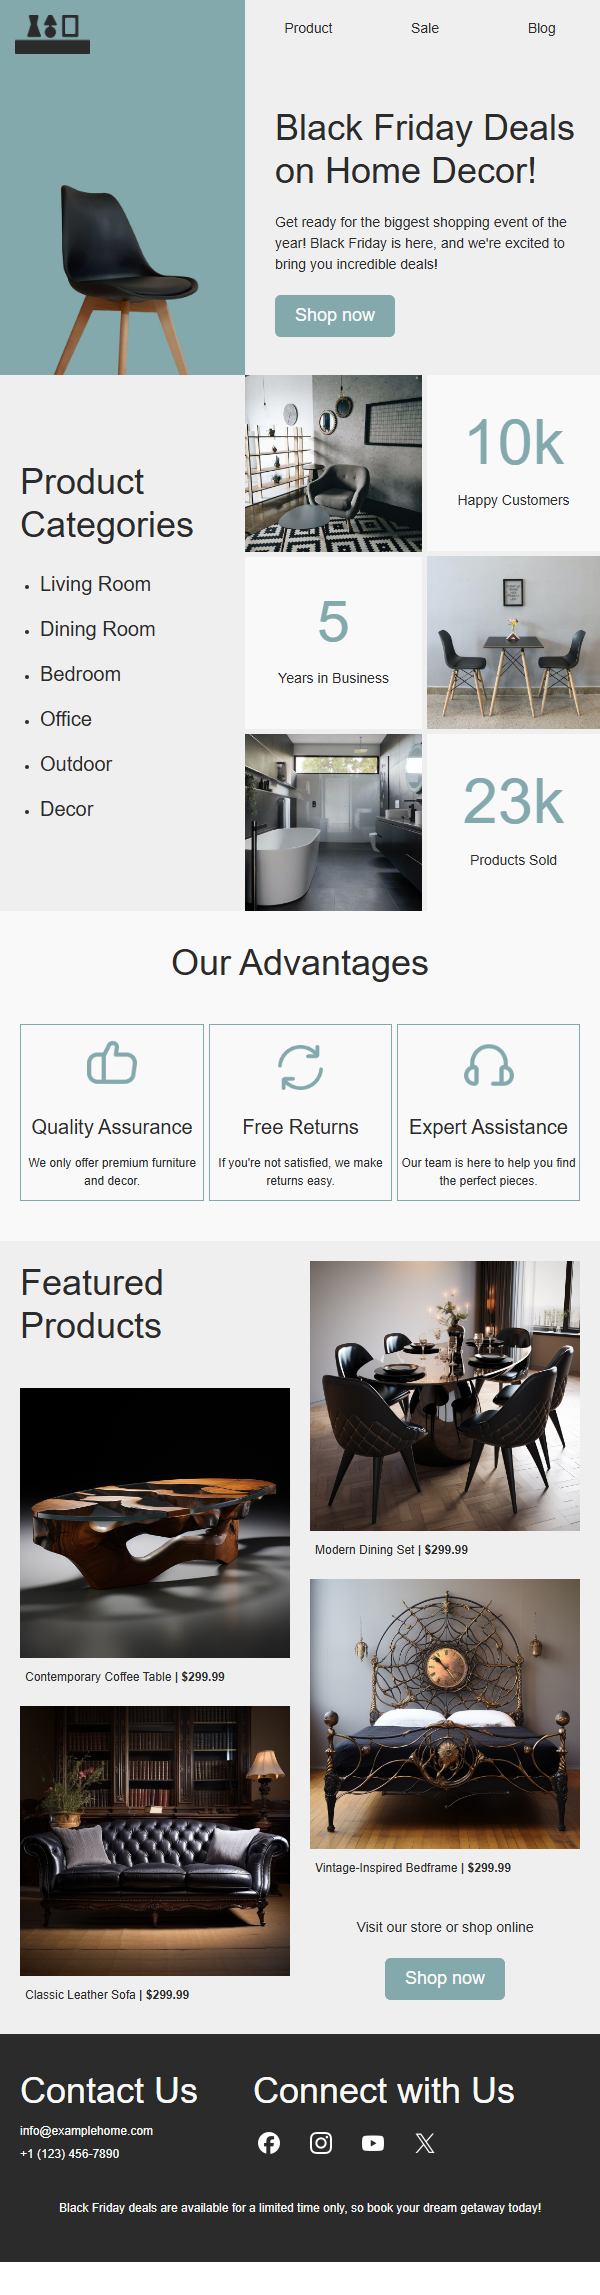 Product
Sale
Blog
Black Friday Deals
on Home Decor!
Get ready for the biggest shopping event of the
year! Black Friday is here, and we're excited to
bring you incredible deals!
Shop now
Product
Categories
Living Room
Dining Room
Bedroom
Office
Outdoor
Decor
10k
Happy Customers
5
Years in Business
23k
Products Sold
Our Advantages
Quality Assurance
We only offer premium furniture
and decor.
Free Returns
If you're not satisfied, we make
returns easy.
Expert Assistance
Our team is here to help you find
the perfect pieces.
Featured
Products
Contemporary Coffee Table | $299.99
Classic Leather Sofa | $299.99
Modern Dining Set | $299.99
Vintage-Inspired Bedframe | $299.99
Visit our store or shop online
Shop now
Contact Us
info@examplehome.com
+1 (123) 456-7890
Connect with Us
Black Friday deals are available for a limited time only, so book your dream getaway today!